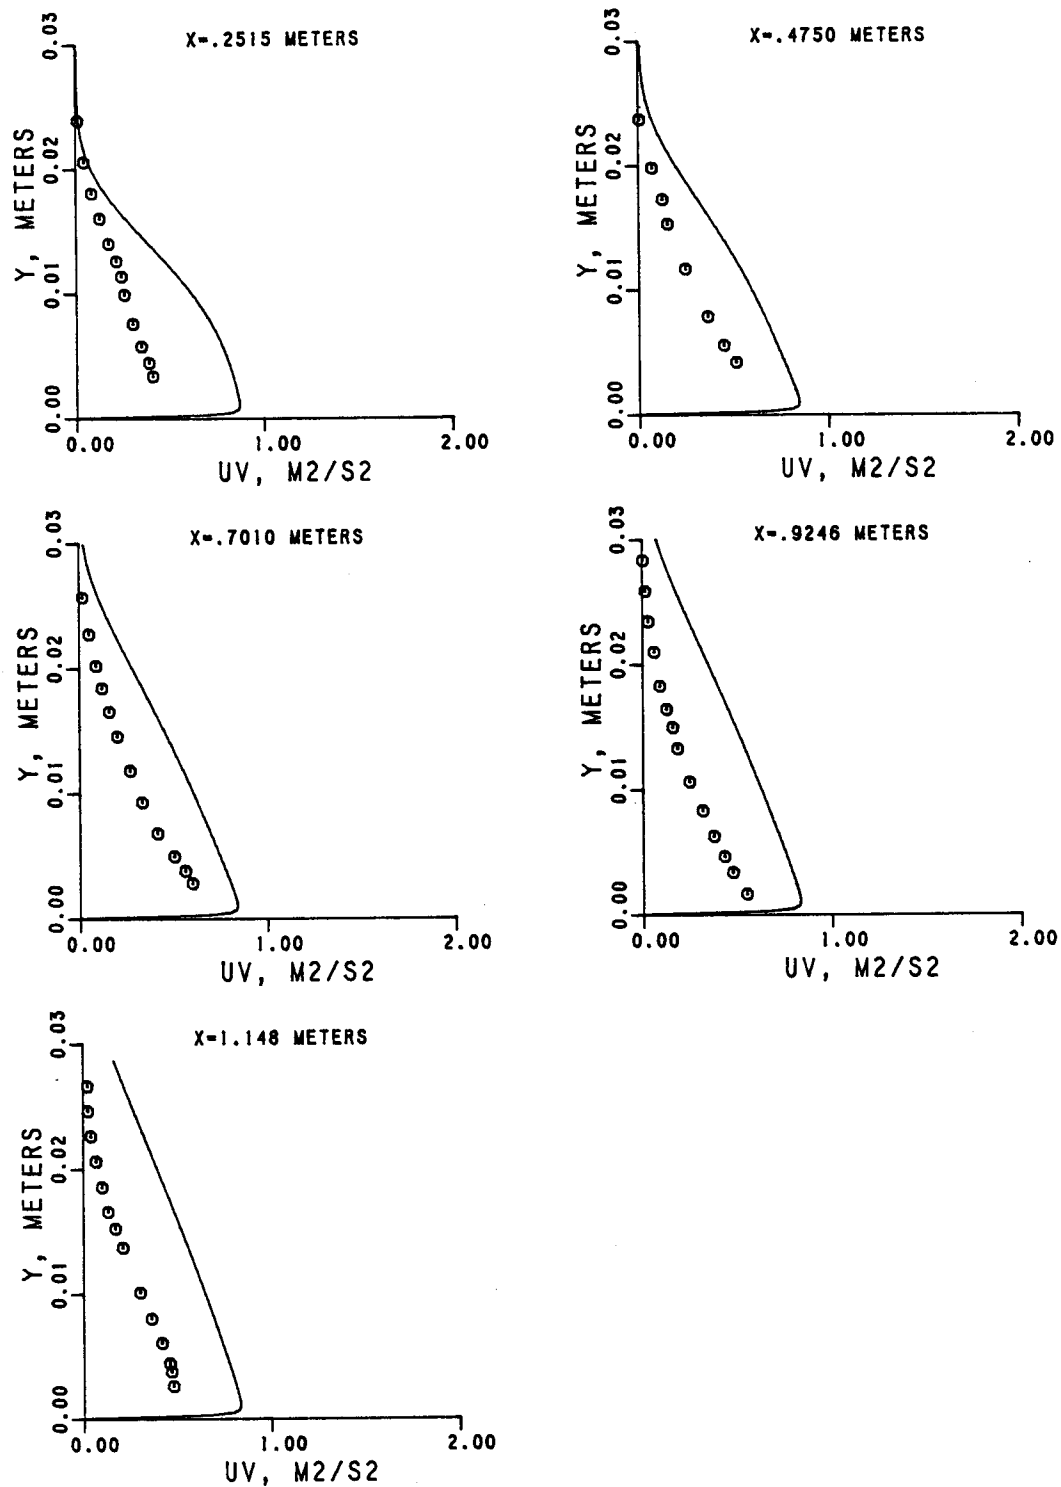 X=.2515 METERS
0.03
0.02
0.01
0.00
Y, METERS
0.00 1.00 2.00
UV, M2/S2
X=.4750 METERS
0.03
0.02
0.01
0.00
Y, METERS
0.00 1.00 2.00
UV, M2/S2
X=.7010 METERS
0.03
0.02
0.01
0.00
Y, METERS
0.00 1.00 2.00
UV, M2/S2
X=.9246 METERS
0.03
0.02
0.01
0.00
Y, METERS
0.00 1.00 2.00
UV, M2/S2
X=1.148 METERS
0.03
0.02
0.01
0.00
Y, METERS
0.00 1.00 2.00
UV, M2/S2